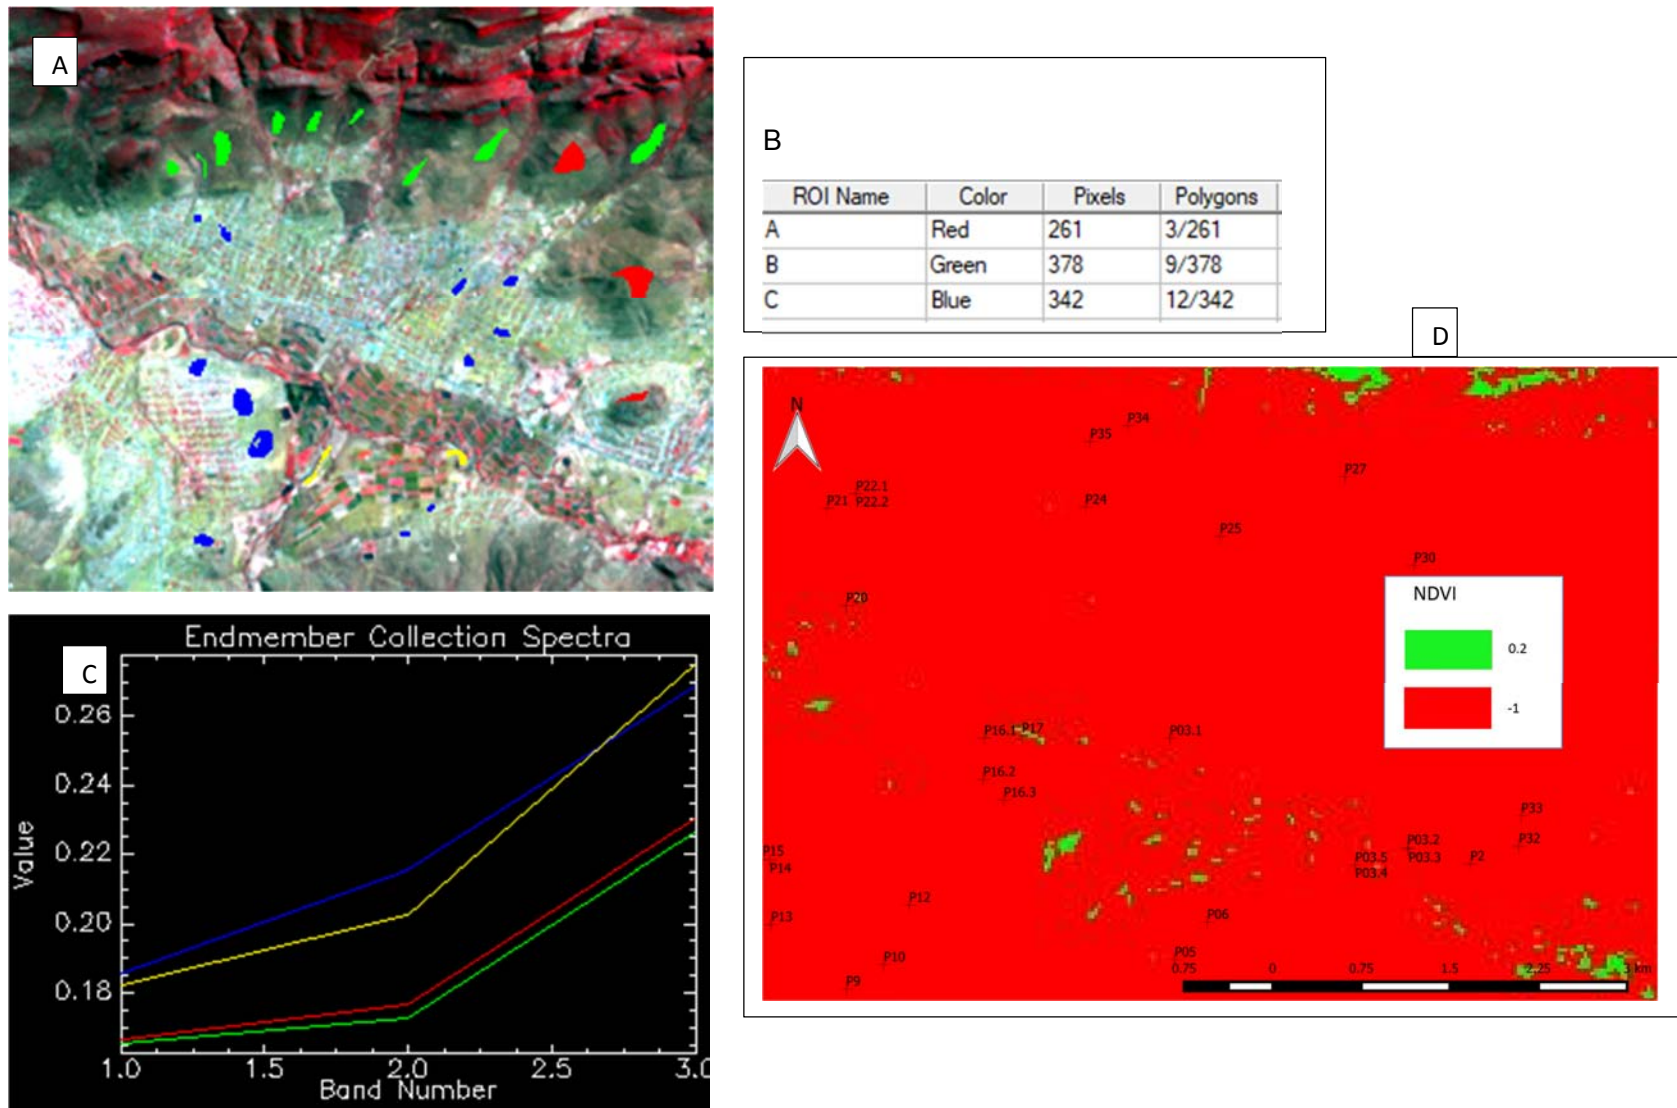 A
B
ROI Name Color Pixels Polygons
A Red 261 3/261
B Green 378 9/378
C Blue 342 12/342
C
Endmember Collection Spectra
0.26
0.24
0.22
0.20
0.18
Value
1.0 1.5 2.0 2.5 3.0
Band Number
D
N
P34
P35
P27
P22.1
P21 P22.2
P24
P25
P30
NDVI
0.2
-1
P20
P16.1 P17
P03.1
P16.2
P16.3
P33
P32
P03.2
P03.5 P03.3 P2
P03.4
P15
P14
P12
P13
P06
P10
P05
P9
0.75 0 0.75 1.5 2.25 3 km